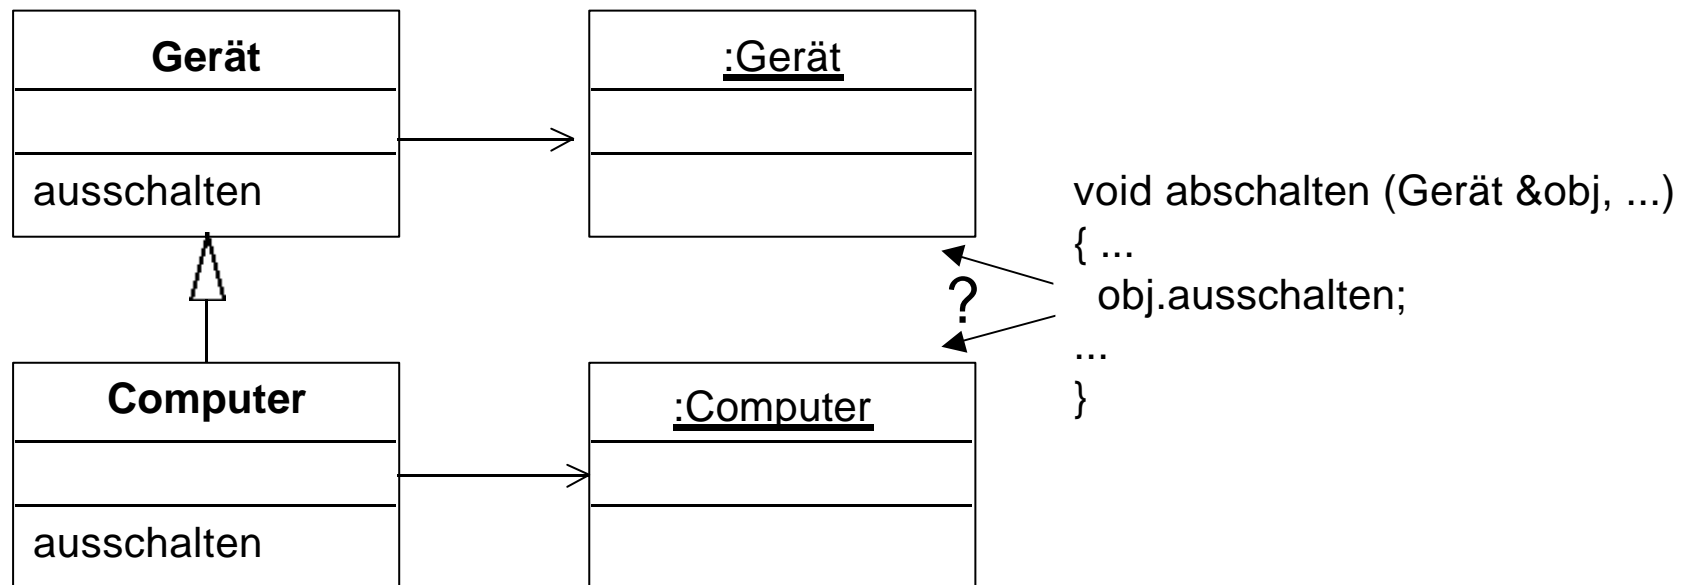 Gerät
:Gerät
ausschalten
void abschalten (Gerät &obj, ...)
{ ...
?
obj.ausschalten;
...
}
Computer
:Computer
ausschalten